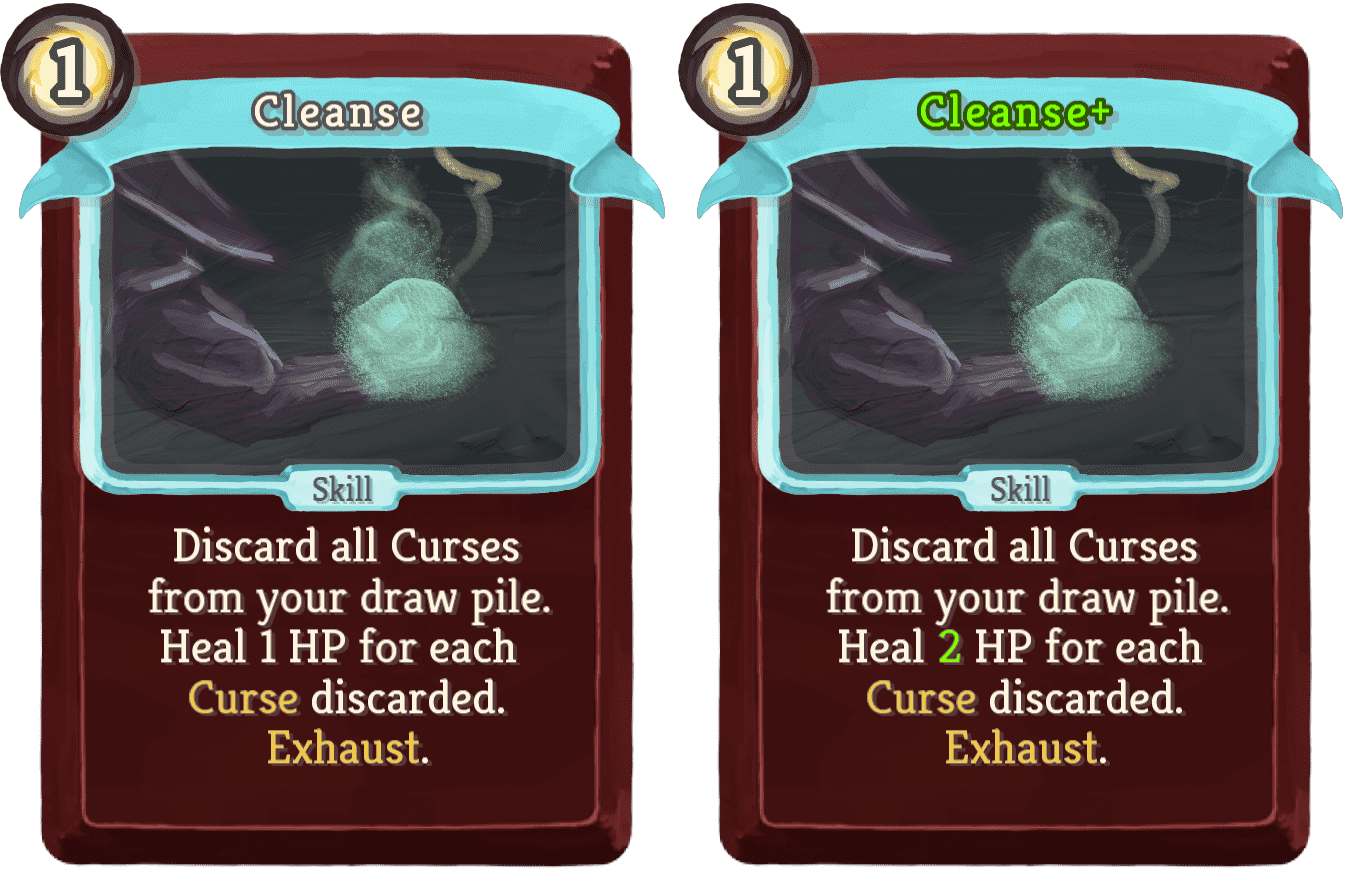 1
Cleanse
Skill
Discard all Curses
from your draw pile.
Heal 1 HP for each
Curse discarded.
Exhaust.
1
Cleanse+
Skill
Discard all Curses
from your draw pile.
Heal 2 HP for each
Curse discarded.
Exhaust.